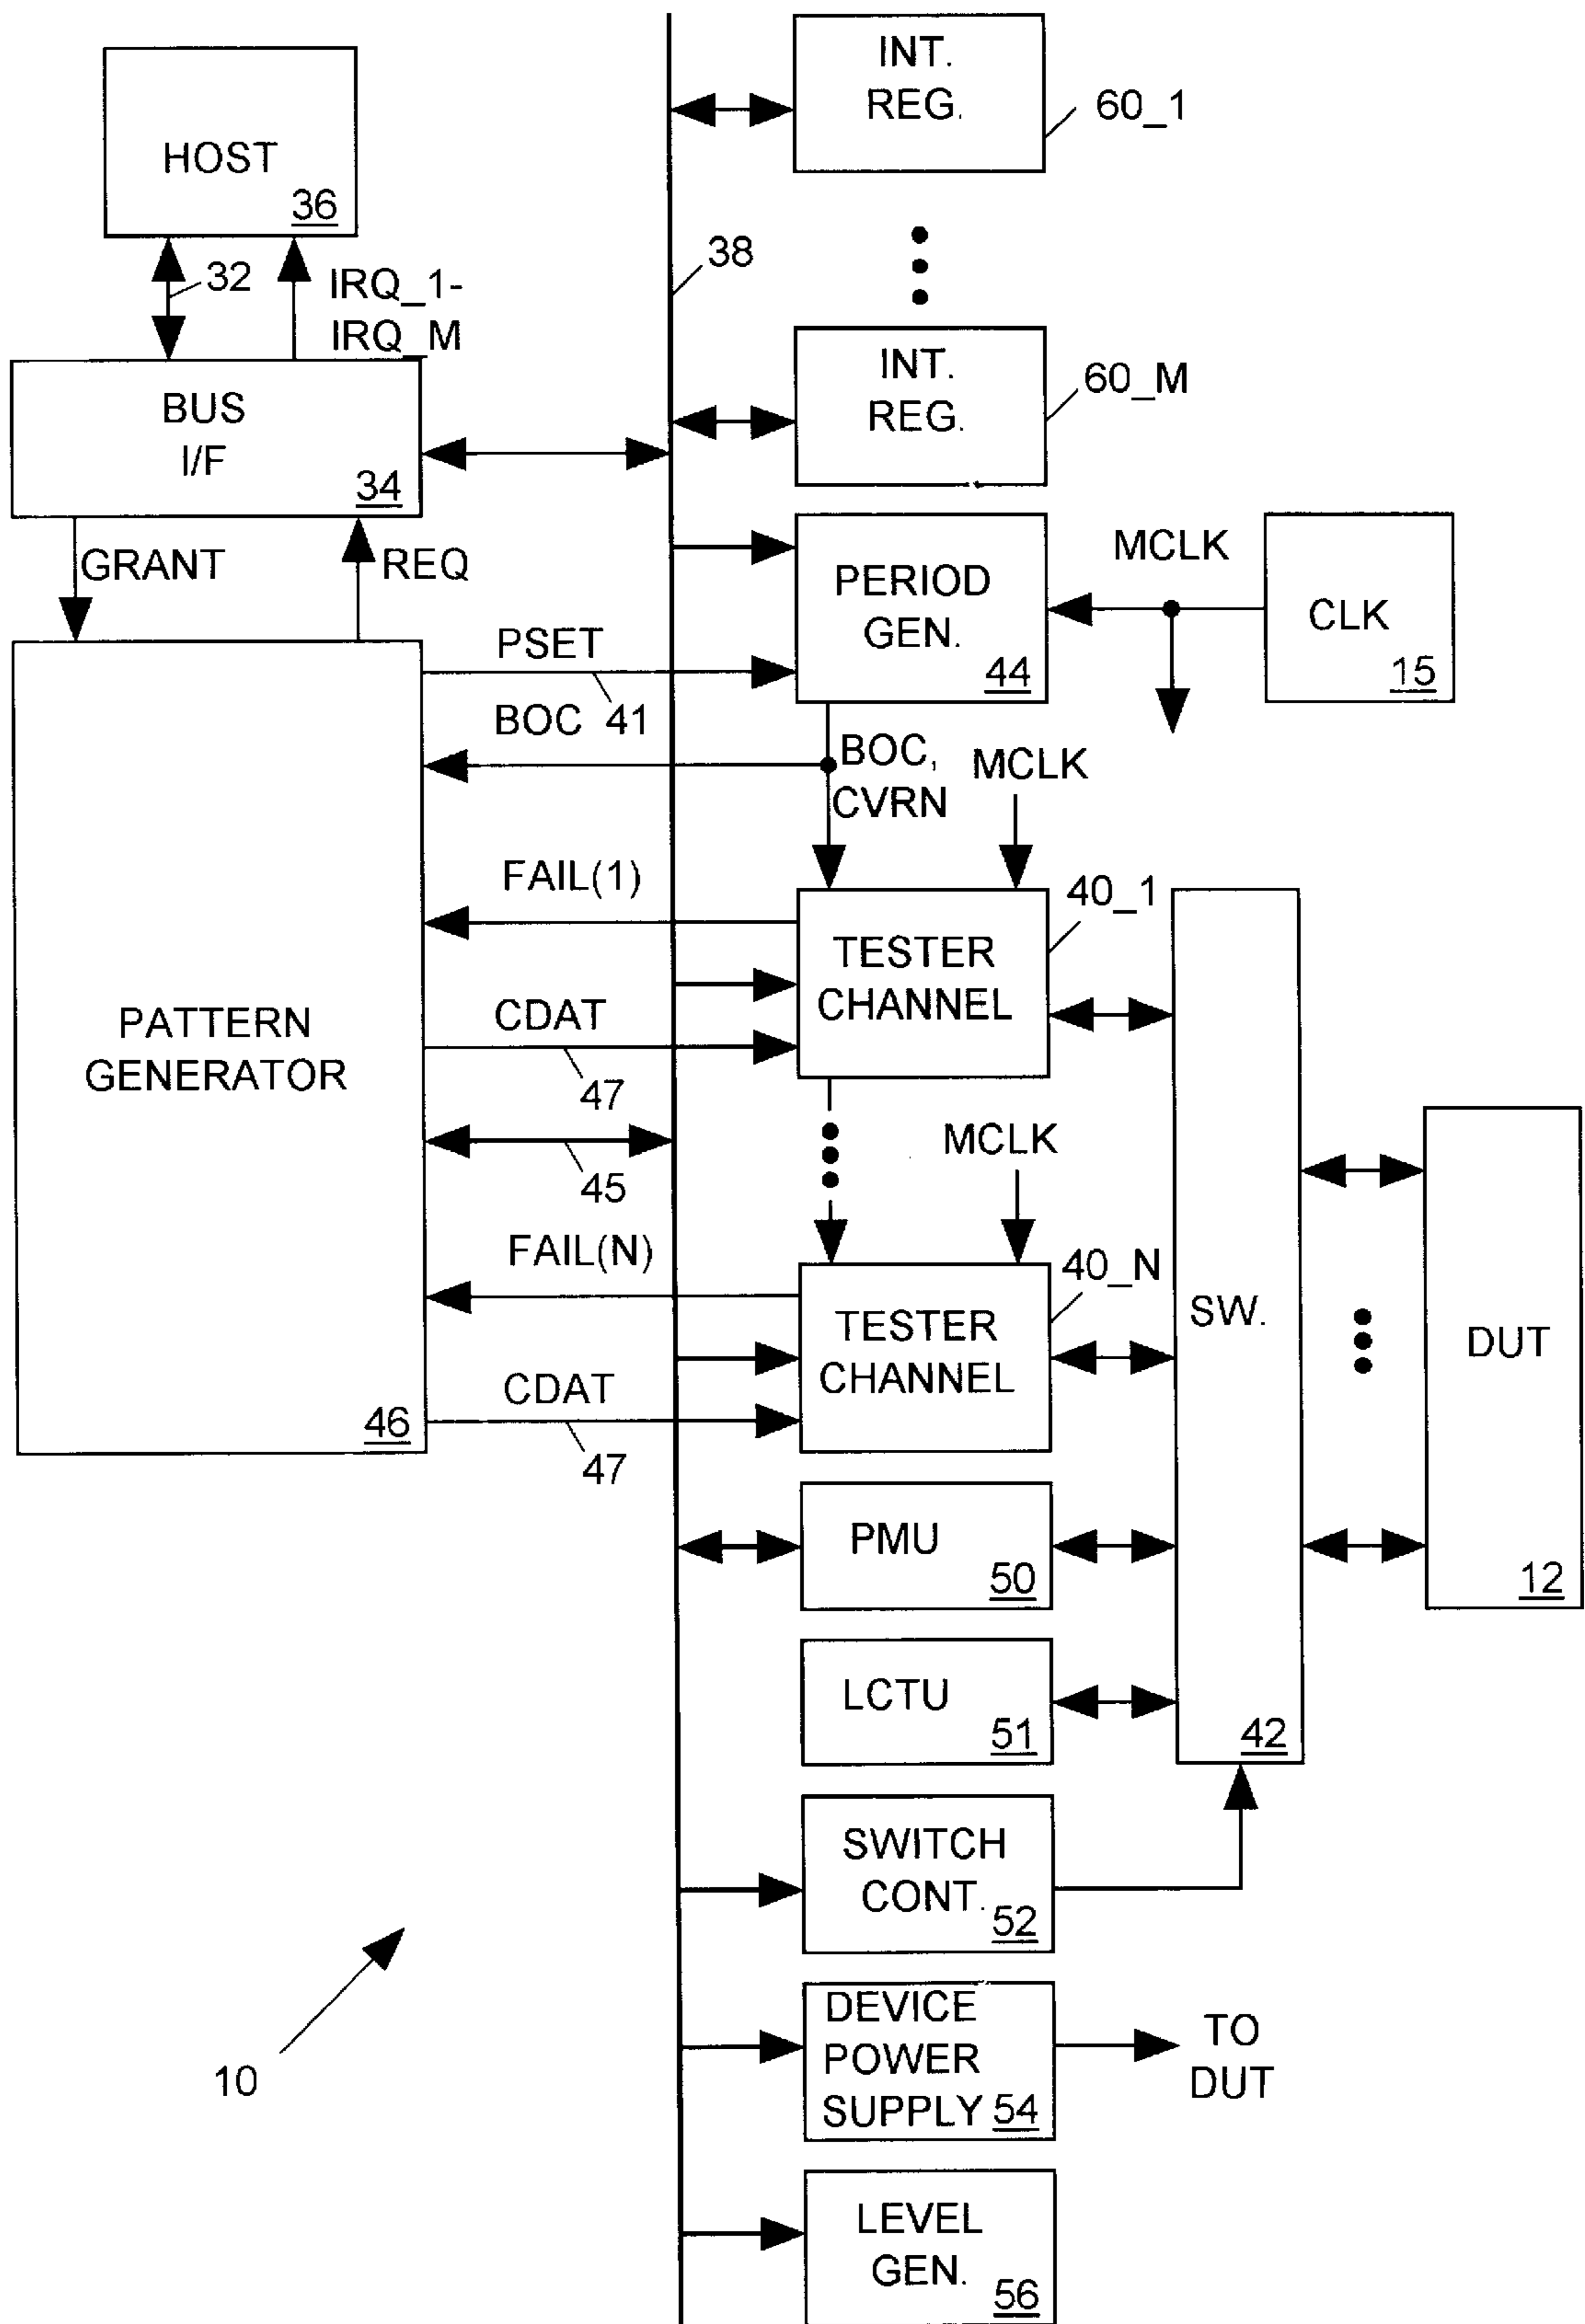 INT.
REG.
60_1
HOST
36
32
IRQ_1-
IRQ_M
38
INT.
REG.
60_M
BUS
I/F
34
GRANT
REQ
PERIOD
GEN.
44
MCLK
CLK
15
PSET
41
BOC
BOC,
CVRN
MCLK
FAIL(1)
40_1
TESTER
CHANNEL
CDAT
47
PATTERN
GENERATOR
46
45
MCLK
FAIL(N)
40_N
TESTER
CHANNEL
CDAT
47
SW.
42
DUT
12
PMU
50
LCTU
51
SWITCH
CONT.
52
10
DEVICE
POWER
SUPPLY 54
TO
DUT
LEVEL
GEN.
56